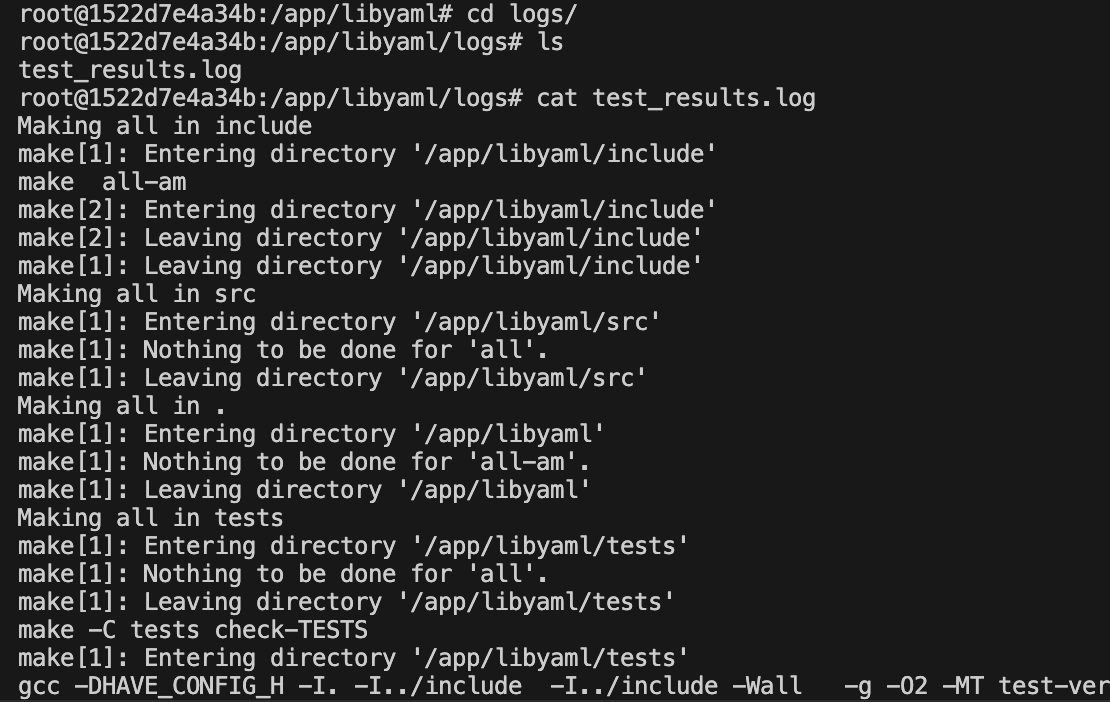 root@1522d7e4a34b:/app/libyaml# cd logs/
root@1522d7e4a34b:/app/libyaml/logs# ls
test_results.log
root@1522d7e4a34b:/app/libyaml/logs# cat test_results.log
Making all in include
make[1]: Entering directory '/app/libyaml/include'
make  all-am
make[2]: Entering directory '/app/libyaml/include'
make[2]: Leaving directory '/app/libyaml/include'
make[1]: Leaving directory '/app/libyaml/include'
Making all in src
make[1]: Entering directory '/app/libyaml/src'
make[1]: Nothing to be done for 'all'.
make[1]: Leaving directory '/app/libyaml/src'
Making all in .
make[1]: Entering directory '/app/libyaml'
make[1]: Nothing to be done for 'all-am'.
make[1]: Leaving directory '/app/libyaml'
Making all in tests
make[1]: Entering directory '/app/libyaml/tests'
make[1]: Nothing to be done for 'all'.
make[1]: Leaving directory '/app/libyaml/tests'
make -C tests check-TESTS
make[1]: Entering directory '/app/libyaml/tests'
gcc -DHAVE_CONFIG_H -I. -I../include  -I../include -Wall   -g -O2 -MT test-ver